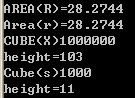 AREA(R)=28.2744
Area(r)=28.2744
CUBE(X)1000000
height=103
Cube(s)1000
height=11